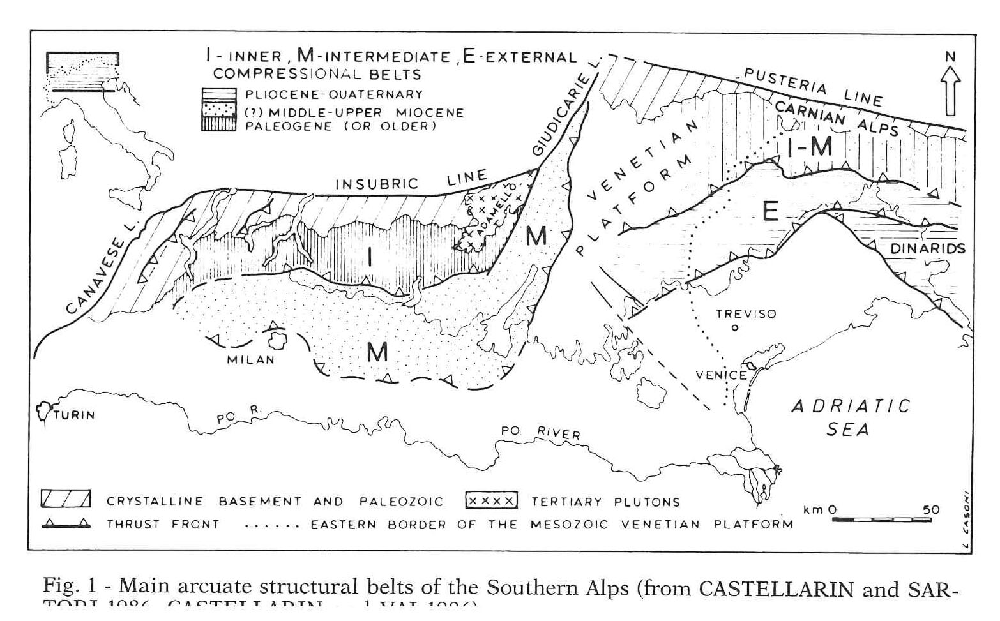 I - INNER, M-INTERMEDIATE, E-EXTERNAL
COMPRESSIONAL BELTS
PLIOCENE-QUATERNARY
(?) MIDDLE-UPPER MIOCENE
PALEOGENE (OR OLDER)
N
PUSTERIA LINE
CARNIAN ALPS
GIUDICARIE L.
VENETIAN
PLATFORM
I-M
INSUBRIC LINE
ADAMELLO
CANAVESE L.
E
M
I
DINARIDS
M
TREVISO
MILAN
VENICE
TURIN
PO R.
PO RIVER
ADRIATIC
SEA
CRYSTALLINE BASEMENT AND PALEOZOIC
TERTIARY PLUTONS
km 0 50
THRUST FRONT
EASTERN BORDER OF THE MESOZOIC VENETIAN PLATFORM
L CASONI
Fig. 1 - Main arcuate structural belts of the Southern Alps (from CASTELLARIN and SAR-